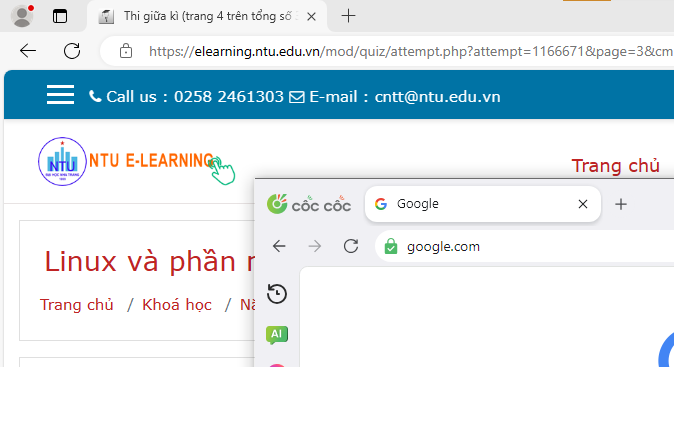 Thi giữa kì (trang 4 trên tổng số
https://elearning.ntu.edu.vn/mod/quiz/attempt.php?attempt=1166671&page=3&cm
Call us : 0258 2461303 E-mail : cntt@ntu.edu.vn
NTU NTU E-LEARNING
Trang chủ
Linux và phần
Trang chủ / Khoá học / Nă
cốc cốc Google
google.com
AI